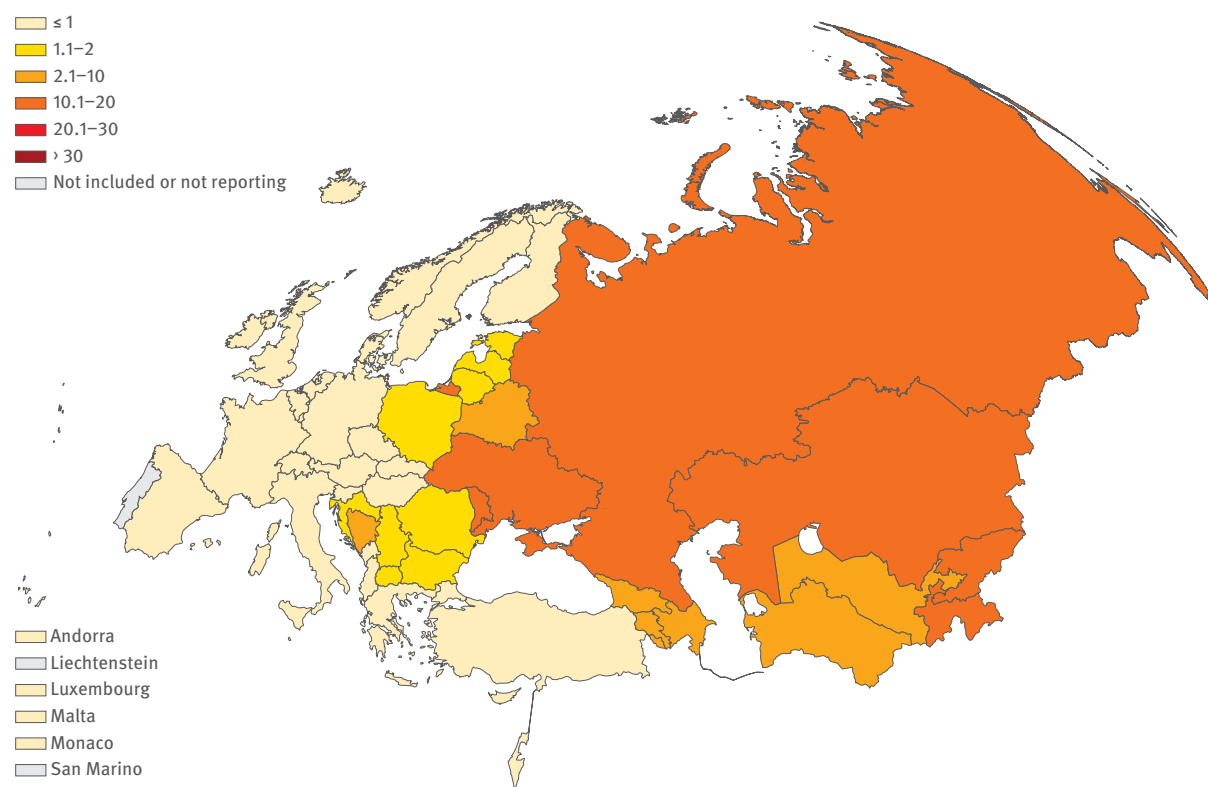 ≤ 1
1.1–2
2.1–10
10.1–20
20.1–30
> 30
Not included or not reporting
Andorra
Liechtenstein
Luxembourg
Malta
Monaco
San Marino